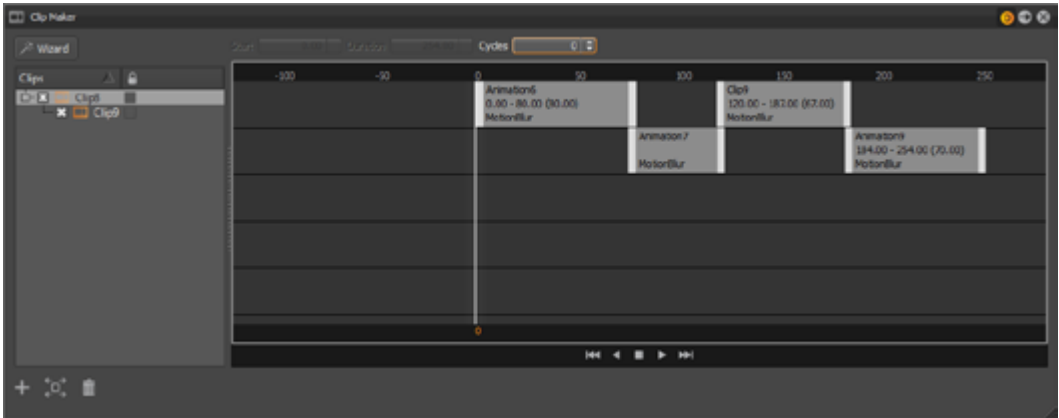 Clip Maker
Wizard
Start
Duration
Cycles 0
Clips
Clip8
Clip9
-100 -50 0 50 100 150 200 250
Animation6
0.00 - 80.00 (80.00)
MotionBlur
Clip9
120.00 - 187.00 (67.00)
MotionBlur
Animation7
MotionBlur
Animation9
184.00 - 254.00 (70.00)
MotionBlur
0